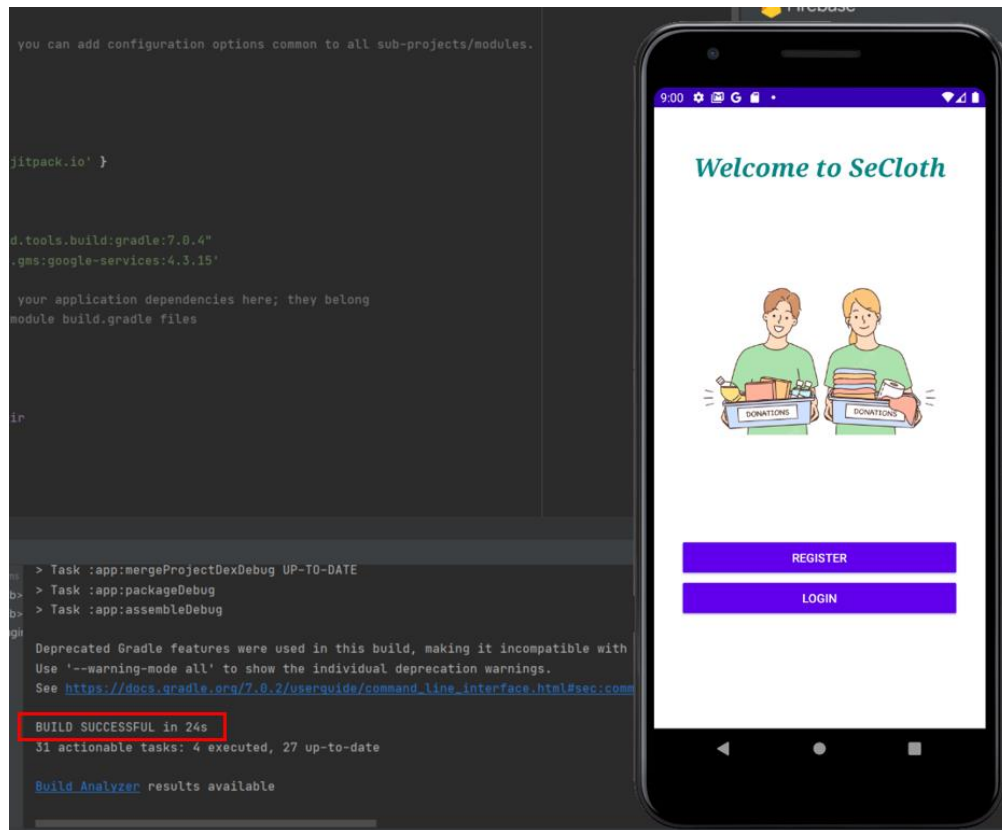 you can add configuration options common to all sub-projects/modules.
jitpack.io' }
d.tools.build:gradle:7.0.4"
.gms:google-services:4.3.15'
your application dependencies here; they belong
module build.gradle files
ir
> Task :app:mergeProjectDexDebug UP-TO-DATE
> Task :app:packageDebug
> Task :app:assembleDebug
Deprecated Gradle features were used in this build, making it incompatible with
Use '--warning-mode all' to show the individual deprecation warnings.
See https://docs.gradle.org/7.0.2/userguide/command_line_interface.html#sec:comm
BUILD SUCCESSFUL in 24s
31 actionable tasks: 4 executed, 27 up-to-date
Build Analyzer results available
Firebase
9:00 G
Welcome to SeCloth
DONATIONS DONATIONS
REGISTER
LOGIN